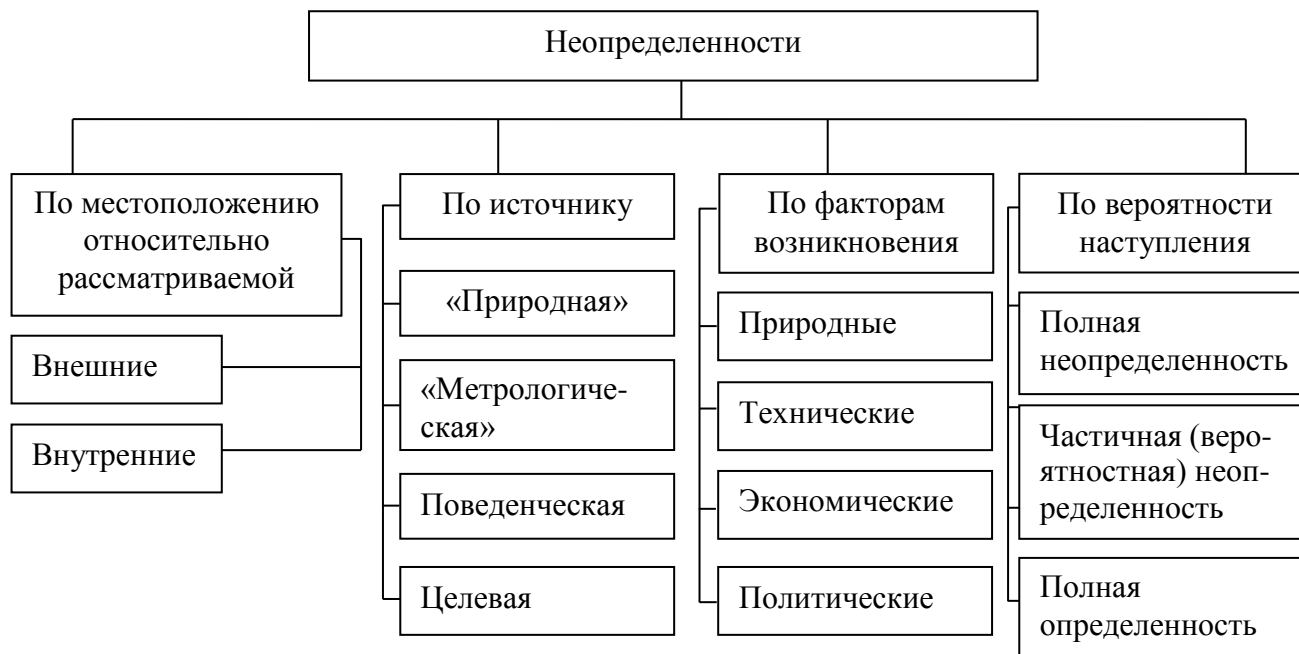 Неопределенности
По местоположению
относительно
рассматриваемой
Внешние
Внутренние
По источнику
«Природная»
«Метрологиче-
ская»
Поведенческая
Целевая
По факторам
возникновения
Природные
Технические
Экономические
Политические
По вероятности
наступления
Полная
неопределенность
Частичная (веро-
ятностная) неоп-
ределенность
Полная
определенность